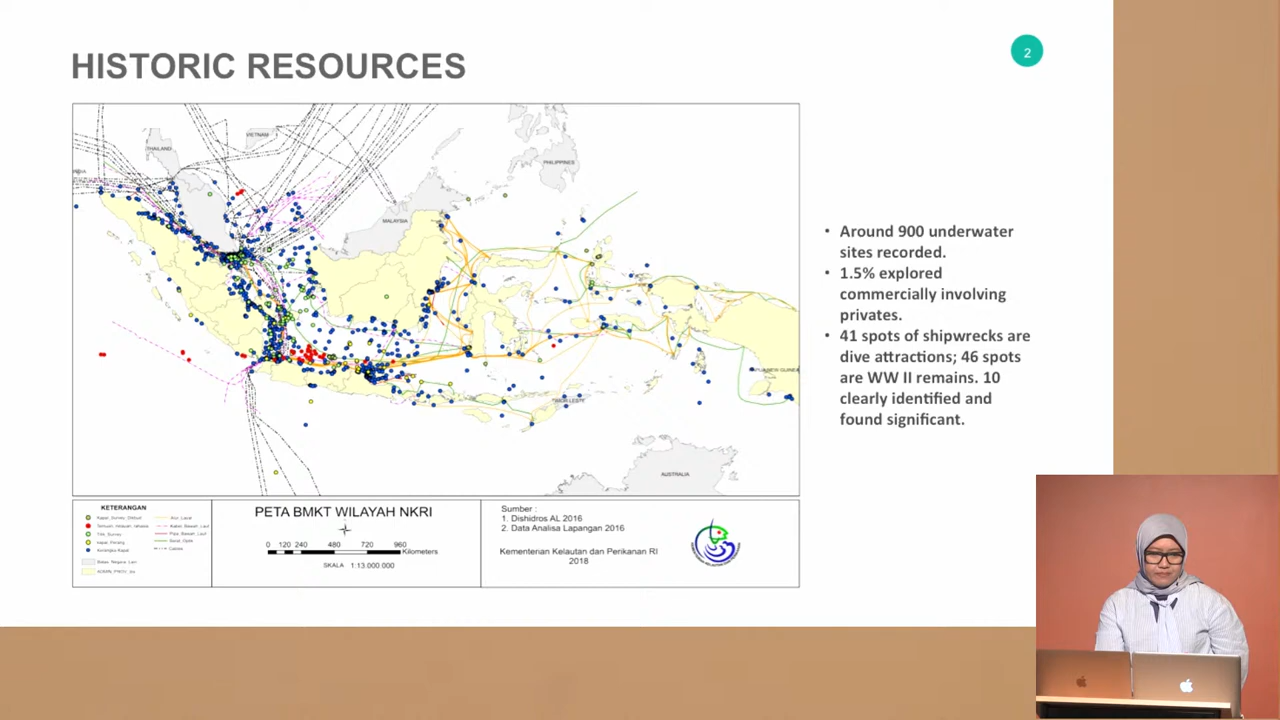 HISTORIC RESOURCES
2
THAILAND
VIETNAM
PHILIPPINES
MALAYSIA
AUSTRALIA
• Around 900 underwater
sites recorded.
• 1.5% explored
commercially involving
privates.
• 41 spots of shipwrecks are
dive attractions; 46 spots
are WW II remains. 10
clearly identified and
found significant.
KETERANGAN
PETA BMKT WILAYAH NKRI
0 120 240 480 720 960
Kilometers
SKALA 1:13.000 000
Sumber :
1. Dishidros AL 2016
2. Data Analisa Lapangan 2016
Kementenan Kelautan dan Perikanan RI
2018